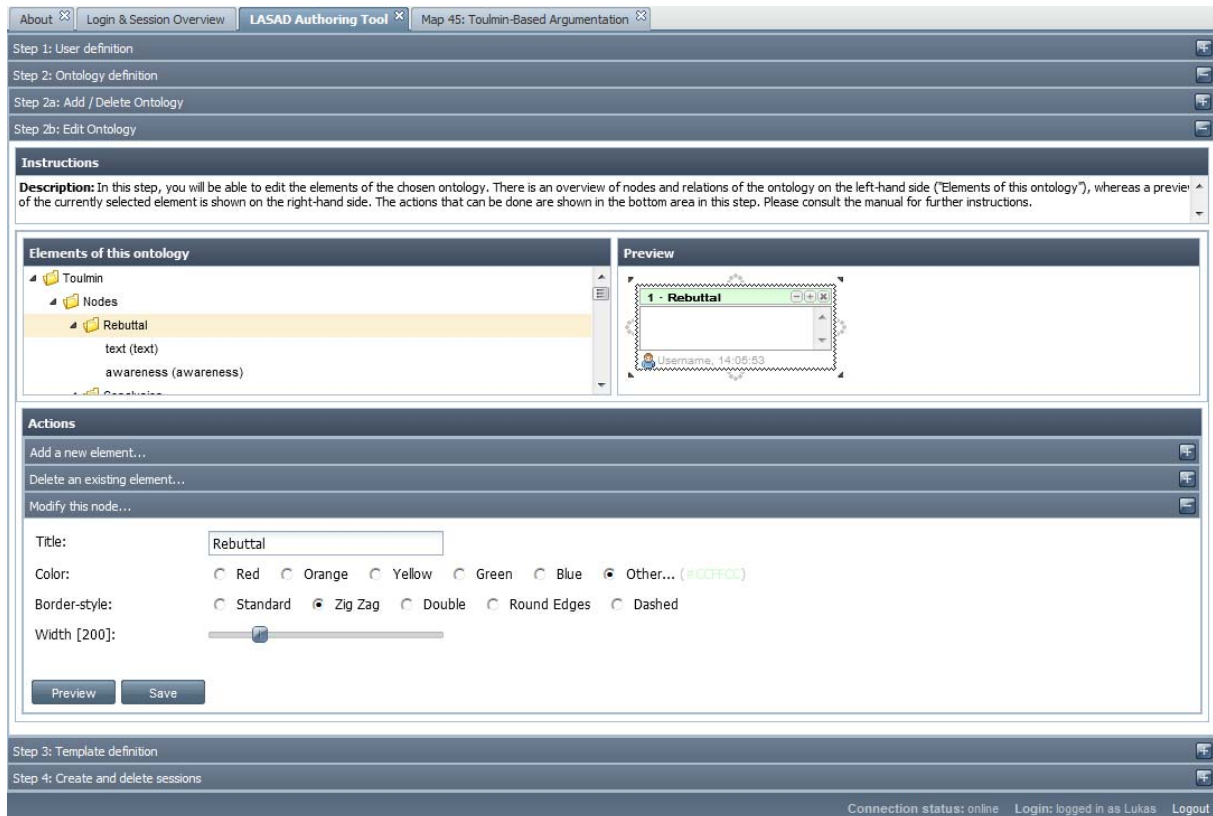 About
Login & Session Overview
LASAD Authoring Tool
Map 45: Toulmin-Based Argumentation
Step 1: User definition
Step 2: Ontology definition
Step 2a: Add / Delete Ontology
Step 2b: Edit Ontology
Instructions
Description: In this step, you will be able to edit the elements of the chosen ontology. There is an overview of nodes and relations of the ontology on the left-hand side ("Elements of this ontology"), whereas a preview
of the currently selected element is shown on the right-hand side. The actions that can be done are shown in the bottom area in this step. Please consult the manual for further instructions.
Elements of this ontology
Toulmin
Nodes
Rebuttal
text (text)
awareness (awareness)
Preview
1 - Rebuttal
Username, 14:05:53
Actions
Add a new element...
Delete an existing element...
Modify this node...
Title: Rebuttal
Color: Red Orange Yellow Green Blue Other... (#CCFFCC)
Border-style: Standard Zig Zag Double Round Edges Dashed
Width [200]:
Preview Save
Step 3: Template definition
Step 4: Create and delete sessions
Connection status: online Login: logged in as Lukas Logout